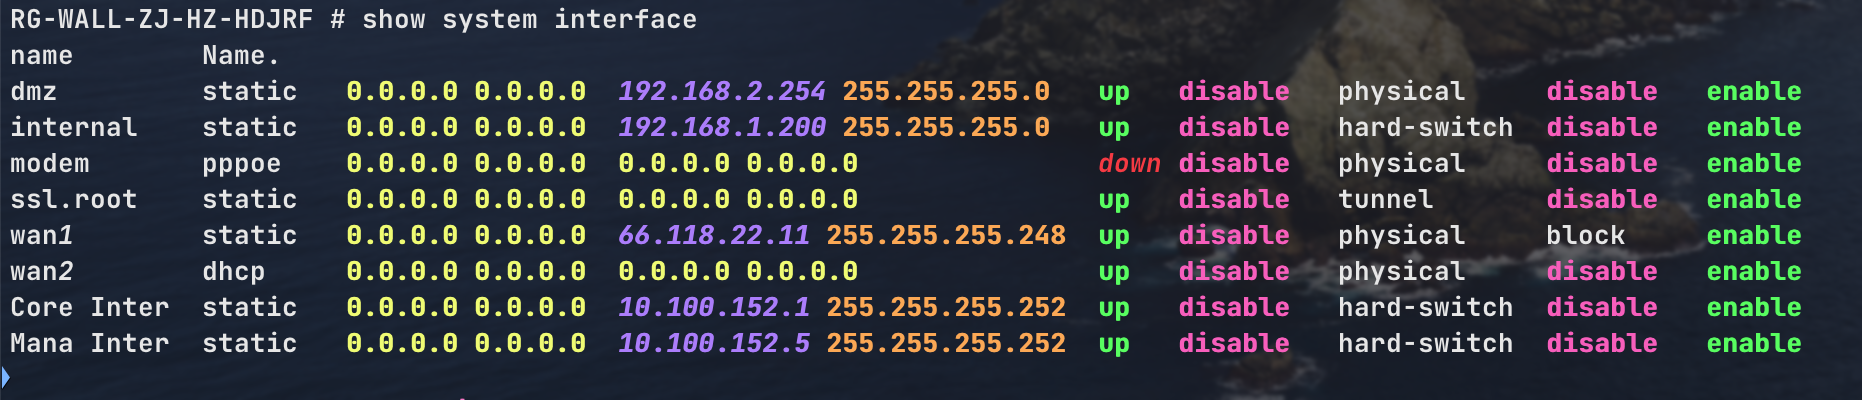 RG-WALL-ZJ-HZ-HDJRF # show system interface
name Name.
dmz static 0.0.0.0 0.0.0.0 192.168.2.254 255.255.255.0 up disable physical disable enable
internal static 0.0.0.0 0.0.0.0 192.168.1.200 255.255.255.0 up disable hard-switch disable enable
modem pppoe 0.0.0.0 0.0.0.0 0.0.0.0 0.0.0.0 down disable physical disable enable
ssl.root static 0.0.0.0 0.0.0.0 0.0.0.0 0.0.0.0 up disable tunnel disable enable
wan1 static 0.0.0.0 0.0.0.0 66.118.22.11 255.255.255.248 up disable physical block enable
wan2 dhcp 0.0.0.0 0.0.0.0 0.0.0.0 0.0.0.0 up disable physical disable enable
Core Inter static 0.0.0.0 0.0.0.0 10.100.152.1 255.255.255.252 up disable hard-switch disable enable
Mana Inter static 0.0.0.0 0.0.0.0 10.100.152.5 255.255.255.252 up disable hard-switch disable enable